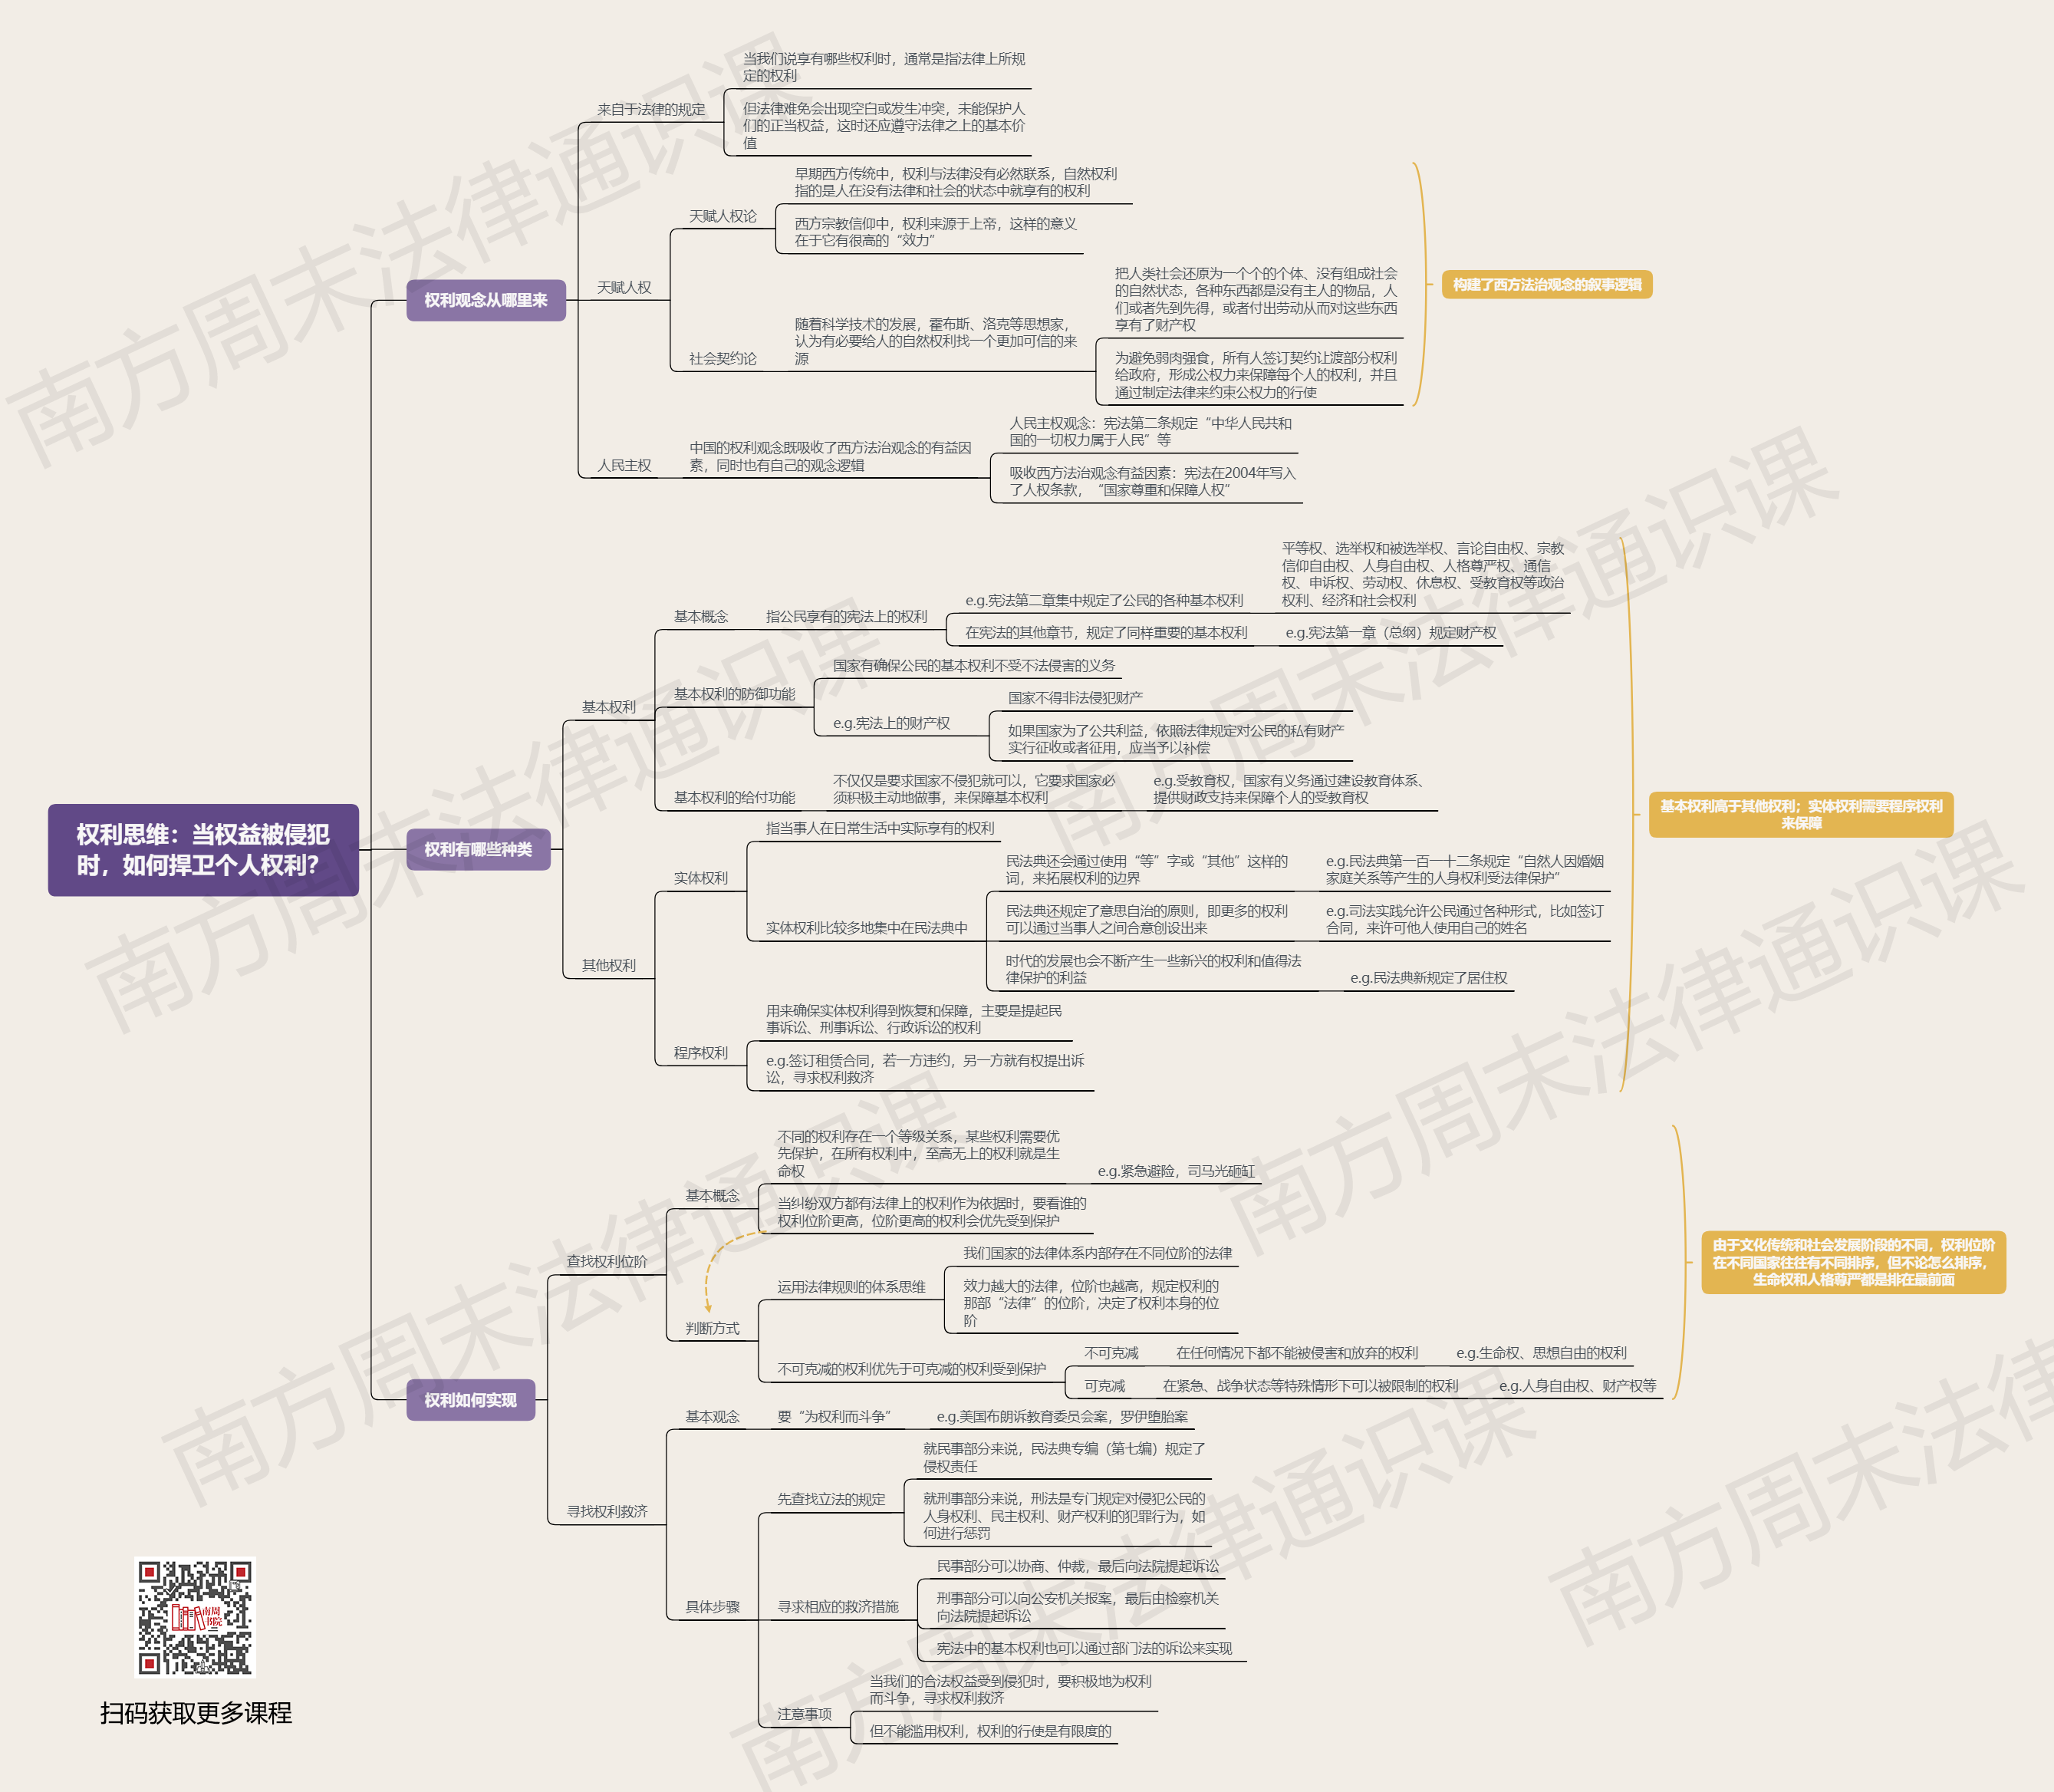 权利思维：当权益被侵犯
时，如何捍卫个人权利？
权利观念从哪里来
来自于法律的规定
当我们说享有哪些权利时，通常是指法律上所规
定的权利
但法律难免会出现空白或发生冲突，未能保护人
们的正当权益，这时还应遵守法律之上的基本价
值
天赋人权
天赋人权论
早期西方传统中，权利与法律没有必然联系，自然权利
指的是人在没有法律和社会的状态中就享有的权利
西方宗教信仰中，权利来源于上帝，这样的意义
在于它有很高的“效力”
社会契约论
随着科学技术的发展，霍布斯、洛克等思想家，
认为有必要给人的自然权利找一个更加可信的来
源
把人类社会还原为一个个的个体、没有组成社会
的自然状态，各种东西都是没有主人的物品，人
们或者先到先得，或者付出劳动从而对这些东西
享有了财产权
为避免弱肉强食，所有人签订契约让渡部分权利
给政府，形成公权力来保障每个人的权利，并且
通过制定法律来约束公权力的行使
构建了西方法治观念的叙事逻辑
人民主权
中国的权利观念既吸收了西方法治观念的有益因
素，同时也有自己的观念逻辑
人民主权观念：宪法第二条规定“中华人民共和
国的一切权力属于人民”等
吸收西方法治观念有益因素：宪法在2004年写入
了人权条款，“国家尊重和保障人权”
权利有哪些种类
基本权利
基本概念
指公民享有的宪法上的权利
e.g.宪法第二章集中规定了公民的各种基本权利
平等权、选举权和被选举权、言论自由权、宗教
信仰自由权、人身自由权、人格尊严权、通信
权、申诉权、劳动权、休息权、受教育权等政治
权利、经济和社会权利
在宪法的其他章节，规定了同样重要的基本权利
e.g.宪法第一章（总纲）规定财产权
基本权利的防御功能
国家有确保公民的基本权利不受不法侵害的义务
e.g.宪法上的财产权
国家不得非法侵犯财产
如果国家为了公共利益，依照法律规定对公民的私有财产
实行征收或者征用，应当予以补偿
基本权利的给付功能
不仅仅是要求国家不侵犯就可以，它要求国家必
须积极主动地做事，来保障基本权利
e.g.受教育权，国家有义务通过建设教育体系、
提供财政支持来保障个人的受教育权
其他权利
实体权利
指当事人在日常生活中实际享有的权利
实体权利比较多地集中在民法典中
民法典还会通过使用“等”字或“其他”这样的
词，来拓展权利的边界
e.g.民法典第一百一十二条规定“自然人因婚姻
家庭关系等产生的人身权利受法律保护”
民法典还规定了意思自治的原则，即更多的权利
可以通过当事人之间合意创设出来
e.g.司法实践允许公民通过各种形式，比如签订
合同，来许可他人使用自己的姓名
时代的发展也会不断产生一些新兴的权利和值得法
律保护的利益
e.g.民法典新规定了居住权
程序权利
用来确保实体权利得到恢复和保障，主要是提起民
事诉讼、刑事诉讼、行政诉讼的权利
e.g.签订租赁合同，若一方违约，另一方就有权提出诉
讼，寻求权利救济
基本权利高于其他权利；实体权利需要程序权利
来保障
权利如何实现
查找权利位阶
基本概念
不同的权利存在一个等级关系，某些权利需要优
先保护，在所有权利中，至高无上的权利就是生
命权
e.g.紧急避险，司马光砸缸
当纠纷双方都有法律上的权利作为依据时，要看谁的
权利位阶更高，位阶更高的权利会优先受到保护
判断方式
运用法律规则的体系思维
我们国家的法律体系内部存在不同位阶的法律
效力越大的法律，位阶也越高，规定权利的
那部“法律”的位阶，决定了权利本身的位
阶
不可克减的权利优先于可克减的权利受到保护
不可克减
在任何情况下都不能被侵害和放弃的权利
e.g.生命权、思想自由的权利
可克减
在紧急、战争状态等特殊情形下可以被限制的权利
e.g.人身自由权、财产权等
由于文化传统和社会发展阶段的不同，权利位阶
在不同国家往往有不同排序，但不论怎么排序，
生命权和人格尊严都是排在最前面
寻找权利救济
基本观念
要“为权利而斗争”
e.g.美国布朗诉教育委员会案，罗伊堕胎案
具体步骤
先查找立法的规定
就民事部分来说，民法典专编（第七编）规定了
侵权责任
就刑事部分来说，刑法是专门规定对侵犯公民的
人身权利、民主权利、财产权利的犯罪行为，如
何进行惩罚
寻求相应的救济措施
民事部分可以协商、仲裁，最后向法院提起诉讼
刑事部分可以向公安机关报案，最后由检察机关
向法院提起诉讼
宪法中的基本权利也可以通过部门法的诉讼来实现
注意事项
当我们的合法权益受到侵犯时，要积极地为权利
而斗争，寻求权利救济
但不能滥用权利，权利的行使是有限度的
南周
书院
扫码获取更多课程
南方周末法律通识课
南方周末法律通识课
南方周末法律通识课
南方周末法律通识课
南方周末法律通识课
南方周末法律通识课
南方周末法律